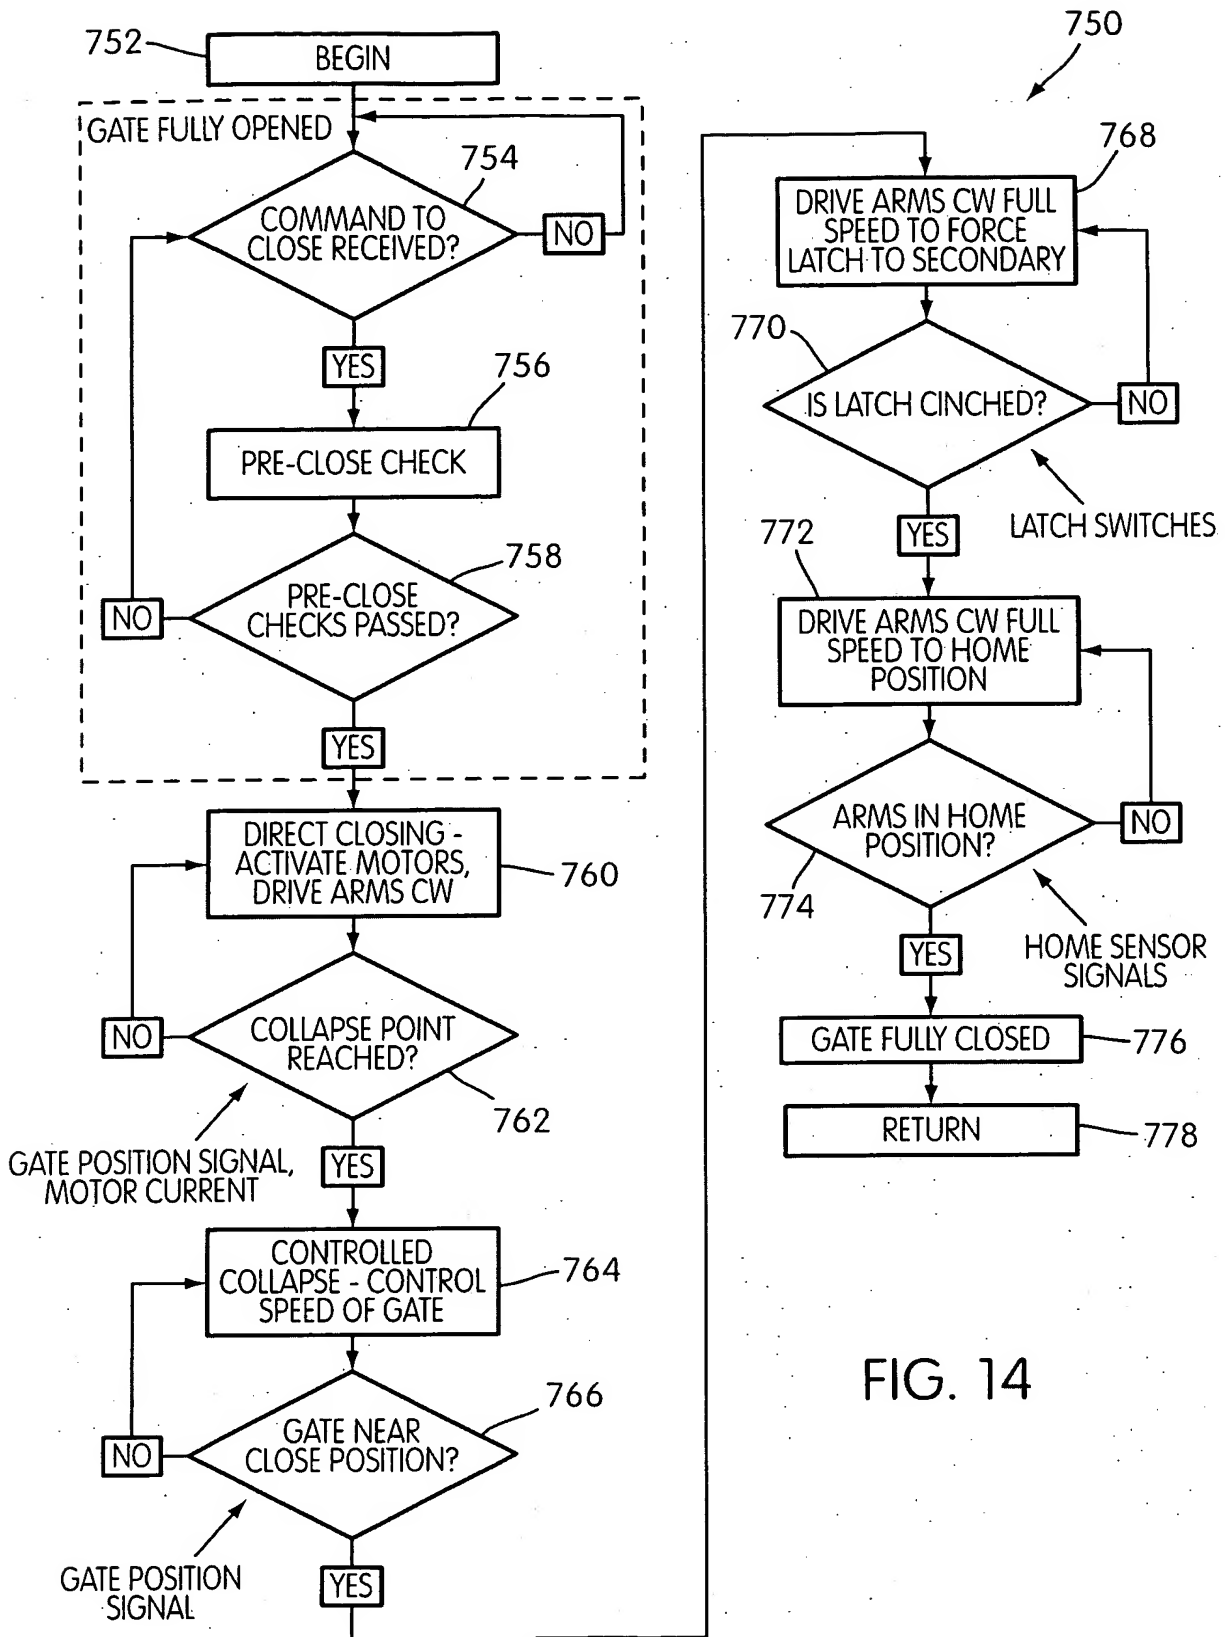 752
BEGIN
GATE FULLY OPENED
754
COMMAND TO
CLOSE RECEIVED?
NO
YES
756
PRE-CLOSE CHECK
758
PRE-CLOSE
CHECKS PASSED?
NO
YES
DIRECT CLOSING -
ACTIVATE MOTORS,
DRIVE ARMS CW
760
COLLAPSE POINT
REACHED?
NO
762
GATE POSITION SIGNAL,
MOTOR CURRENT
YES
CONTROLLED
COLLAPSE - CONTROL
SPEED OF GATE
764
766
GATE NEAR
CLOSE POSITION?
NO
GATE POSITION
SIGNAL
YES
750
768
DRIVE ARMS CW FULL
SPEED TO FORCE
LATCH TO SECONDARY
770
IS LATCH CINCHED?
NO
LATCH SWITCHES
YES
772
DRIVE ARMS CW FULL
SPEED TO HOME
POSITION
ARMS IN HOME
POSITION?
NO
774
HOME SENSOR
SIGNALS
YES
GATE FULLY CLOSED
776
RETURN
778
FIG. 14